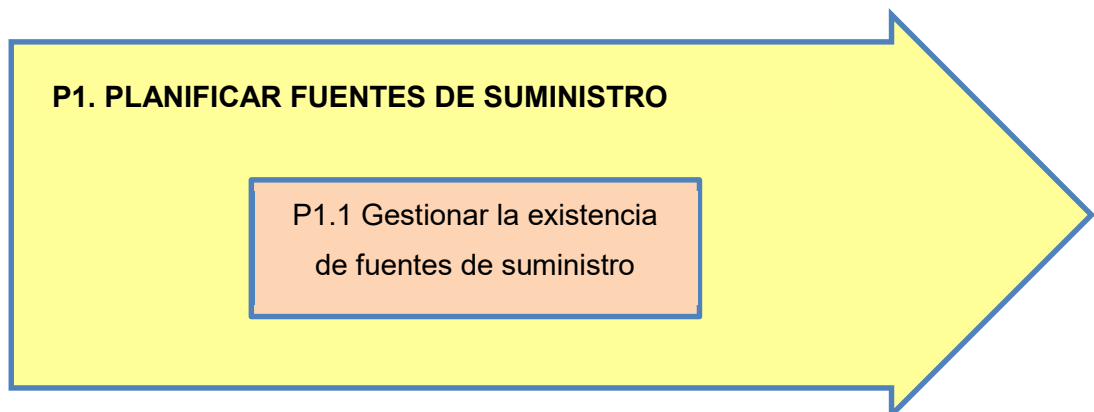 P1. PLANIFICAR FUENTES DE SUMINISTRO
P1.1 Gestionar la existencia
de fuentes de suministro